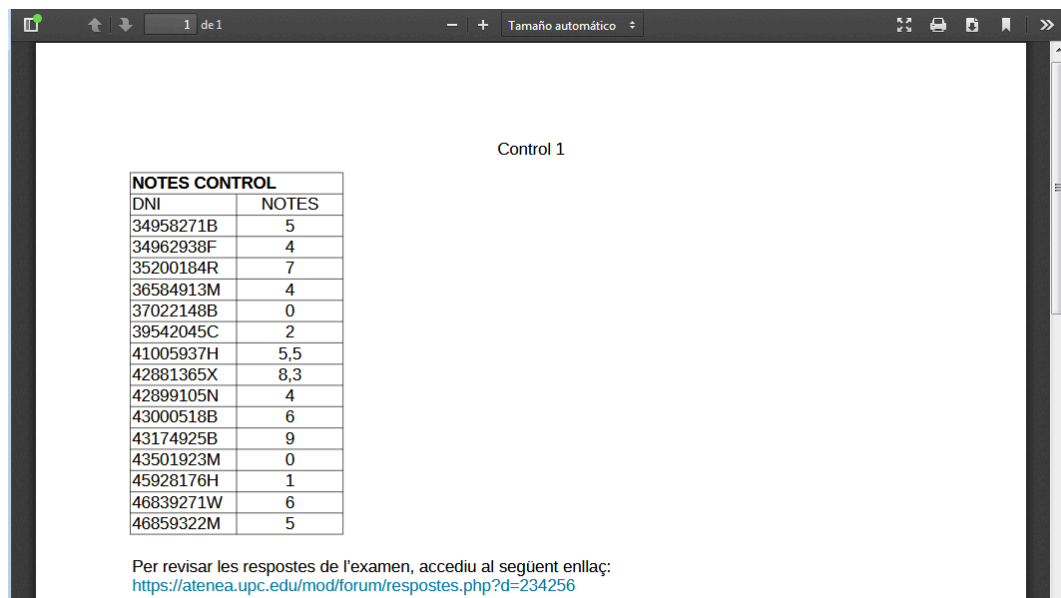 1 de 1 − + Tamaño automático
Control 1
NOTES CONTROL
DNI NOTES
34958271B 5
34962938F 4
35200184R 7
36584913M 4
37022148B 0
39542045C 2
41005937H 5,5
42881365X 8,3
42899105N 4
43000518B 6
43174925B 9
43501923M 0
45928176H 1
46839271W 6
46859322M 5
Per revisar les respostes de l’examen, accediu al següent enllaç:
https://atenea.upc.edu/mod/forum/respostes.php?d=234256